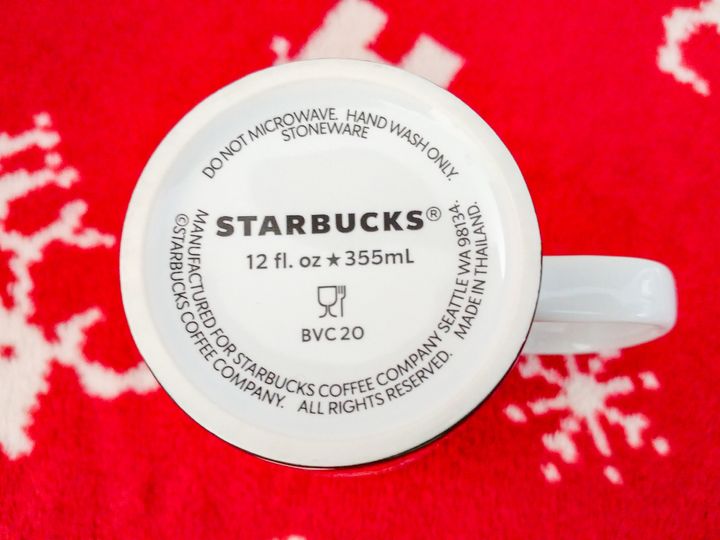 DO NOT MICROWAVE. HAND WASH ONLY.
STONEWARE
STARBUCKS®
12 fl. oz ★ 355mL
BVC 20
MANUFACTURED FOR STARBUCKS COFFEE COMPANY SEATTLE WA 98134.
©STARBUCKS COFFEE COMPANY. ALL RIGHTS RESERVED. MADE IN THAILAND.